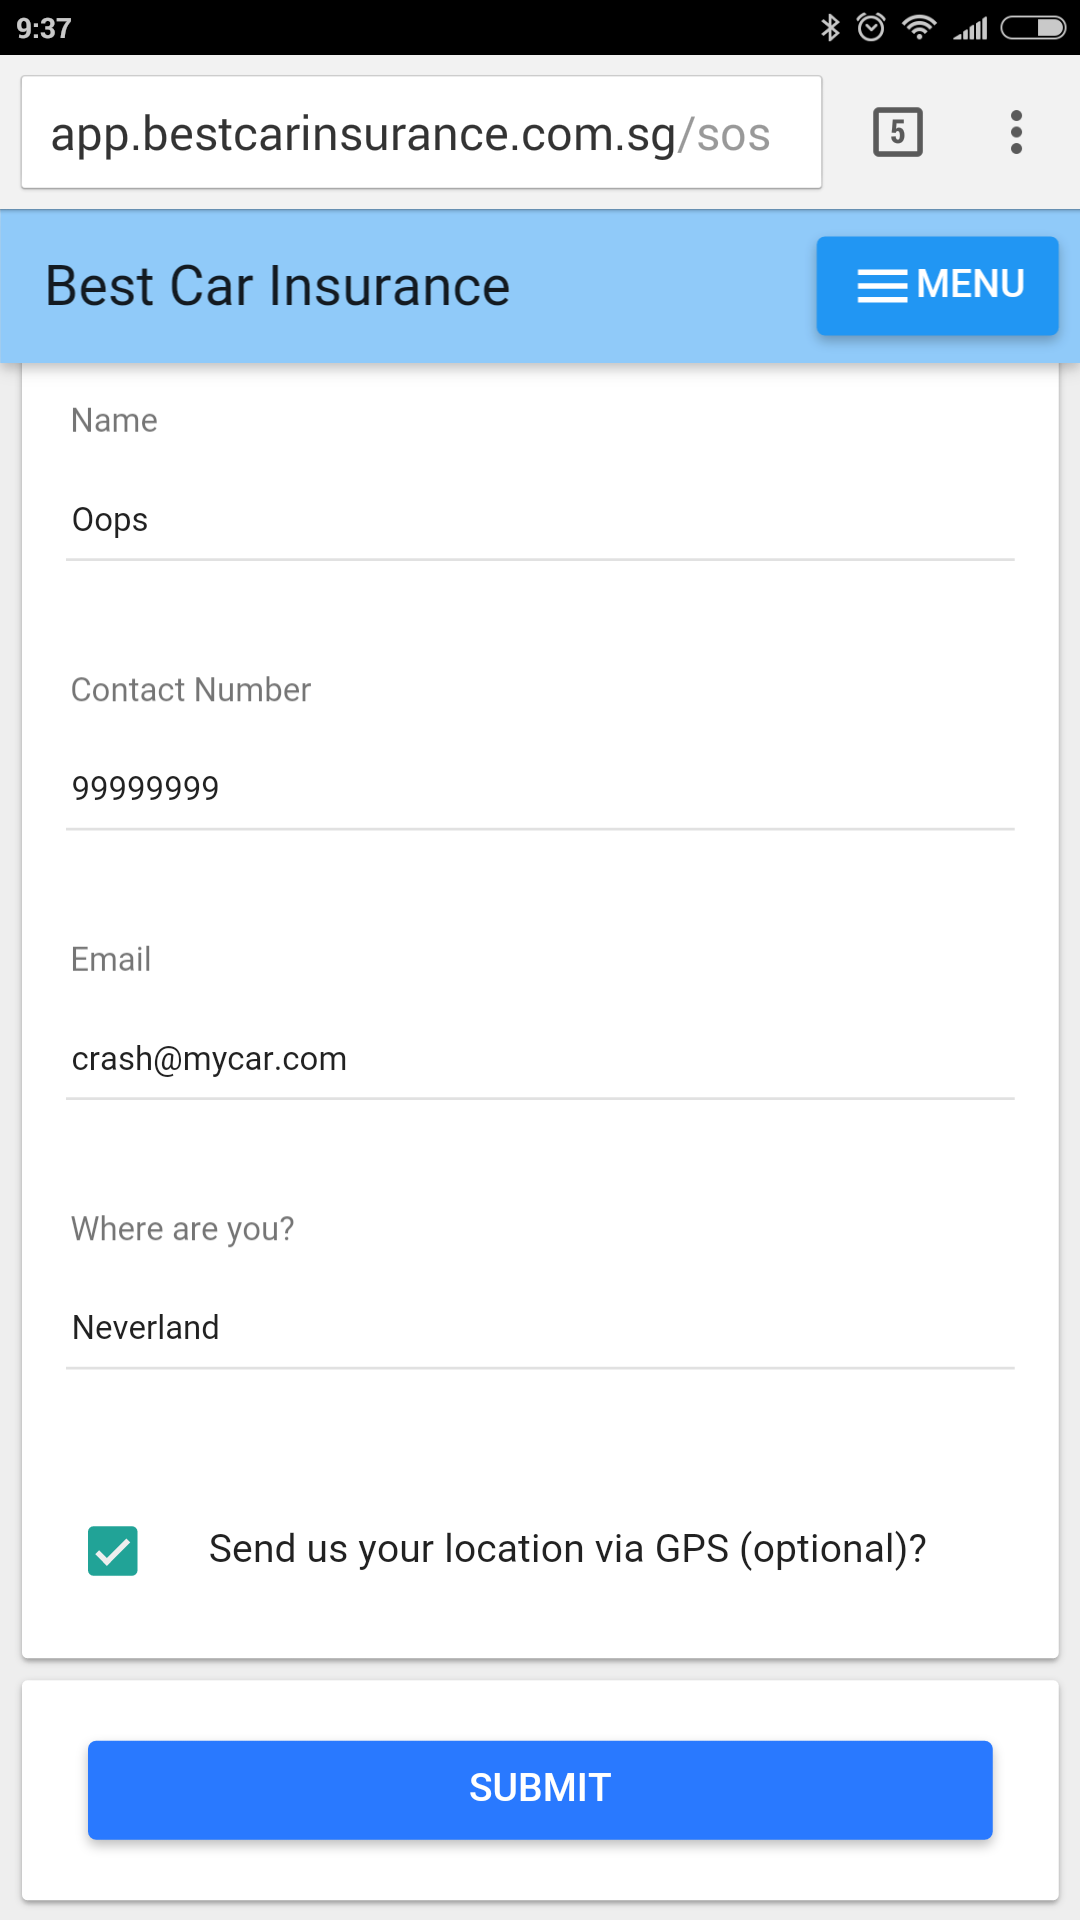 9:37
app.bestcarinsurance.com.sg/sos
5
Best Car Insurance
MENU
Name
Oops
Contact Number
99999999
Email
crash@mycar.com
Where are you?
Neverland
Send us your location via GPS (optional)?
SUBMIT